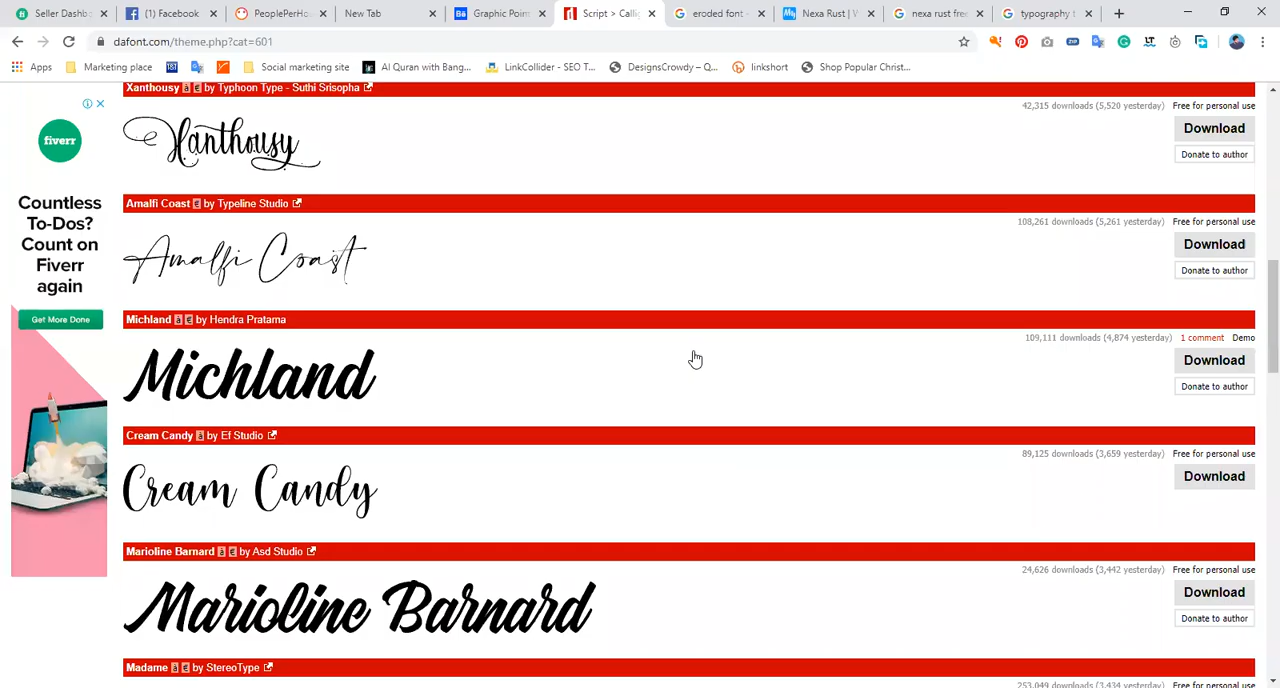 Seller Dashb
(1) Facebook
PeoplePerHo
New Tab
Graphic Poin
Script > Callig
eroded font -
Nexa Rust | W
nexa rust free
typography t
dafont.com/theme.php?cat=601
Apps
Marketing place
Social marketing site
Al Quran with Bang...
LinkCollider - SEO T...
DesignsCrowdy – Q...
linkshort
Shop Popular Christ...
Xanthousy à € by Typhoon Type - Suthi Srisopha
42,315 downloads (5,520 yesterday) Free for personal use
Xanthousy
Download
Donate to author
fiverr
Countless
To-Dos?
Count on
Fiverr
again
Get More Done
Amalfi Coast € by Typeline Studio
108,261 downloads (5,261 yesterday) Free for personal use
Amalfi Coast
Download
Donate to author
Michland à € by Hendra Pratama
109,111 downloads (4,874 yesterday) 1 comment Demo
Michland
Download
Donate to author
Cream Candy à by Ef Studio
89,125 downloads (3,659 yesterday) Free for personal use
Cream Candy
Download
Marioline Barnard à € by Asd Studio
24,626 downloads (3,442 yesterday) Free for personal use
Marioline Barnard
Download
Donate to author
Madame à € by StereoType
253,049 downloads (3,434 yesterday) Free for personal use